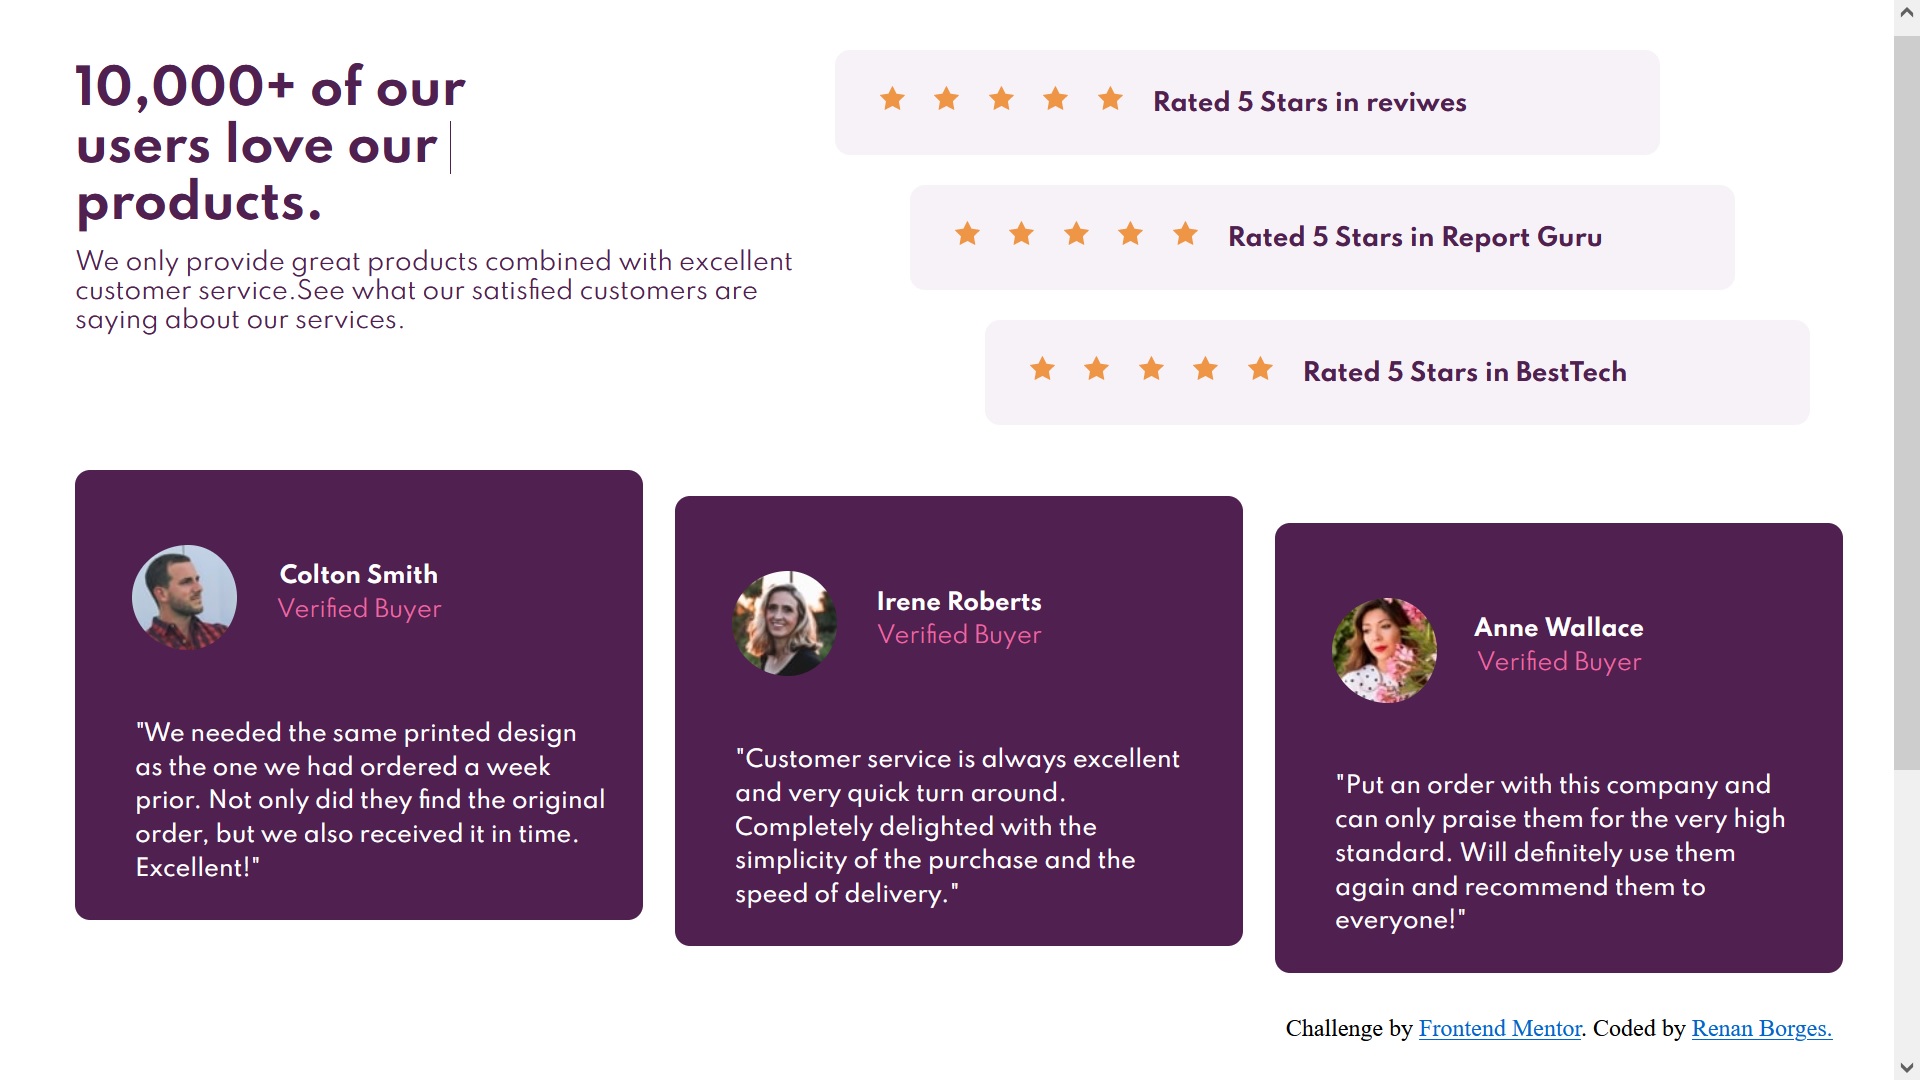 10,000+ of our
users love our
products.
We only provide great products combined with excellent
customer service.See what our satisfied customers are
saying about our services.
Rated 5 Stars in reviwes
Rated 5 Stars in Report Guru
Rated 5 Stars in BestTech
Colton Smith
Verified Buyer
"We needed the same printed design
as the one we had ordered a week
prior. Not only did they find the original
order, but we also received it in time.
Excellent!"
Irene Roberts
Verified Buyer
"Customer service is always excellent
and very quick turn around.
Completely delighted with the
simplicity of the purchase and the
speed of delivery."
Anne Wallace
Verified Buyer
"Put an order with this company and
can only praise them for the very high
standard. Will definitely use them
again and recommend them to
everyone!"
Challenge by Frontend Mentor. Coded by Renan Borges.